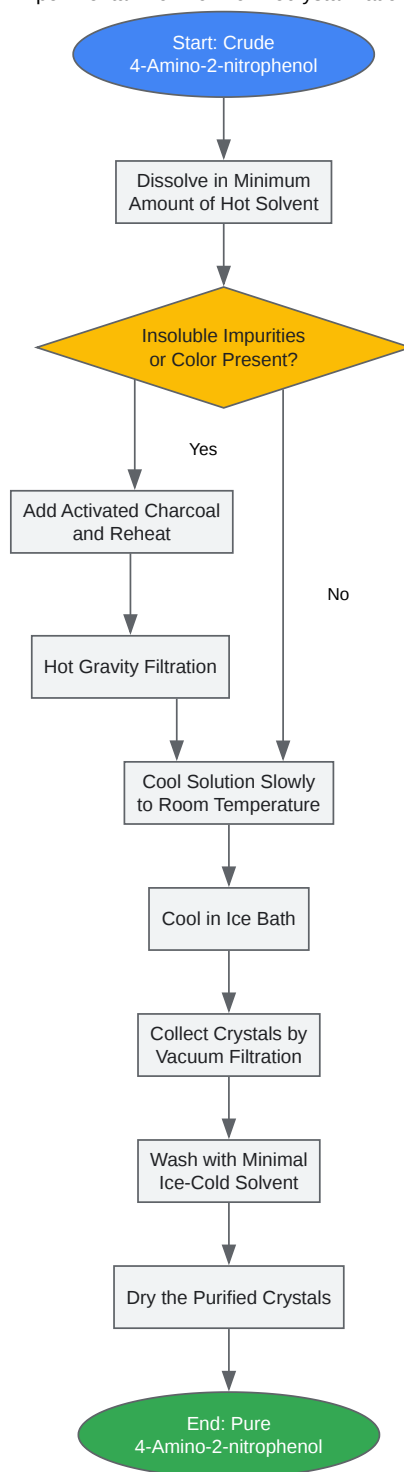 Start: Crude
4-Amino-2-nitrophenol
Dissolve in Minimum
Amount of Hot Solvent
Insoluble Impurities
or Color Present?
Yes
Add Activated Charcoal
and Reheat
No
Hot Gravity Filtration
Cool Solution Slowly
to Room Temperature
Cool in Ice Bath
Collect Crystals by
Vacuum Filtration
Wash with Minimal
Ice-Cold Solvent
Dry the Purified Crystals
End: Pure
4-Amino-2-nitrophenol